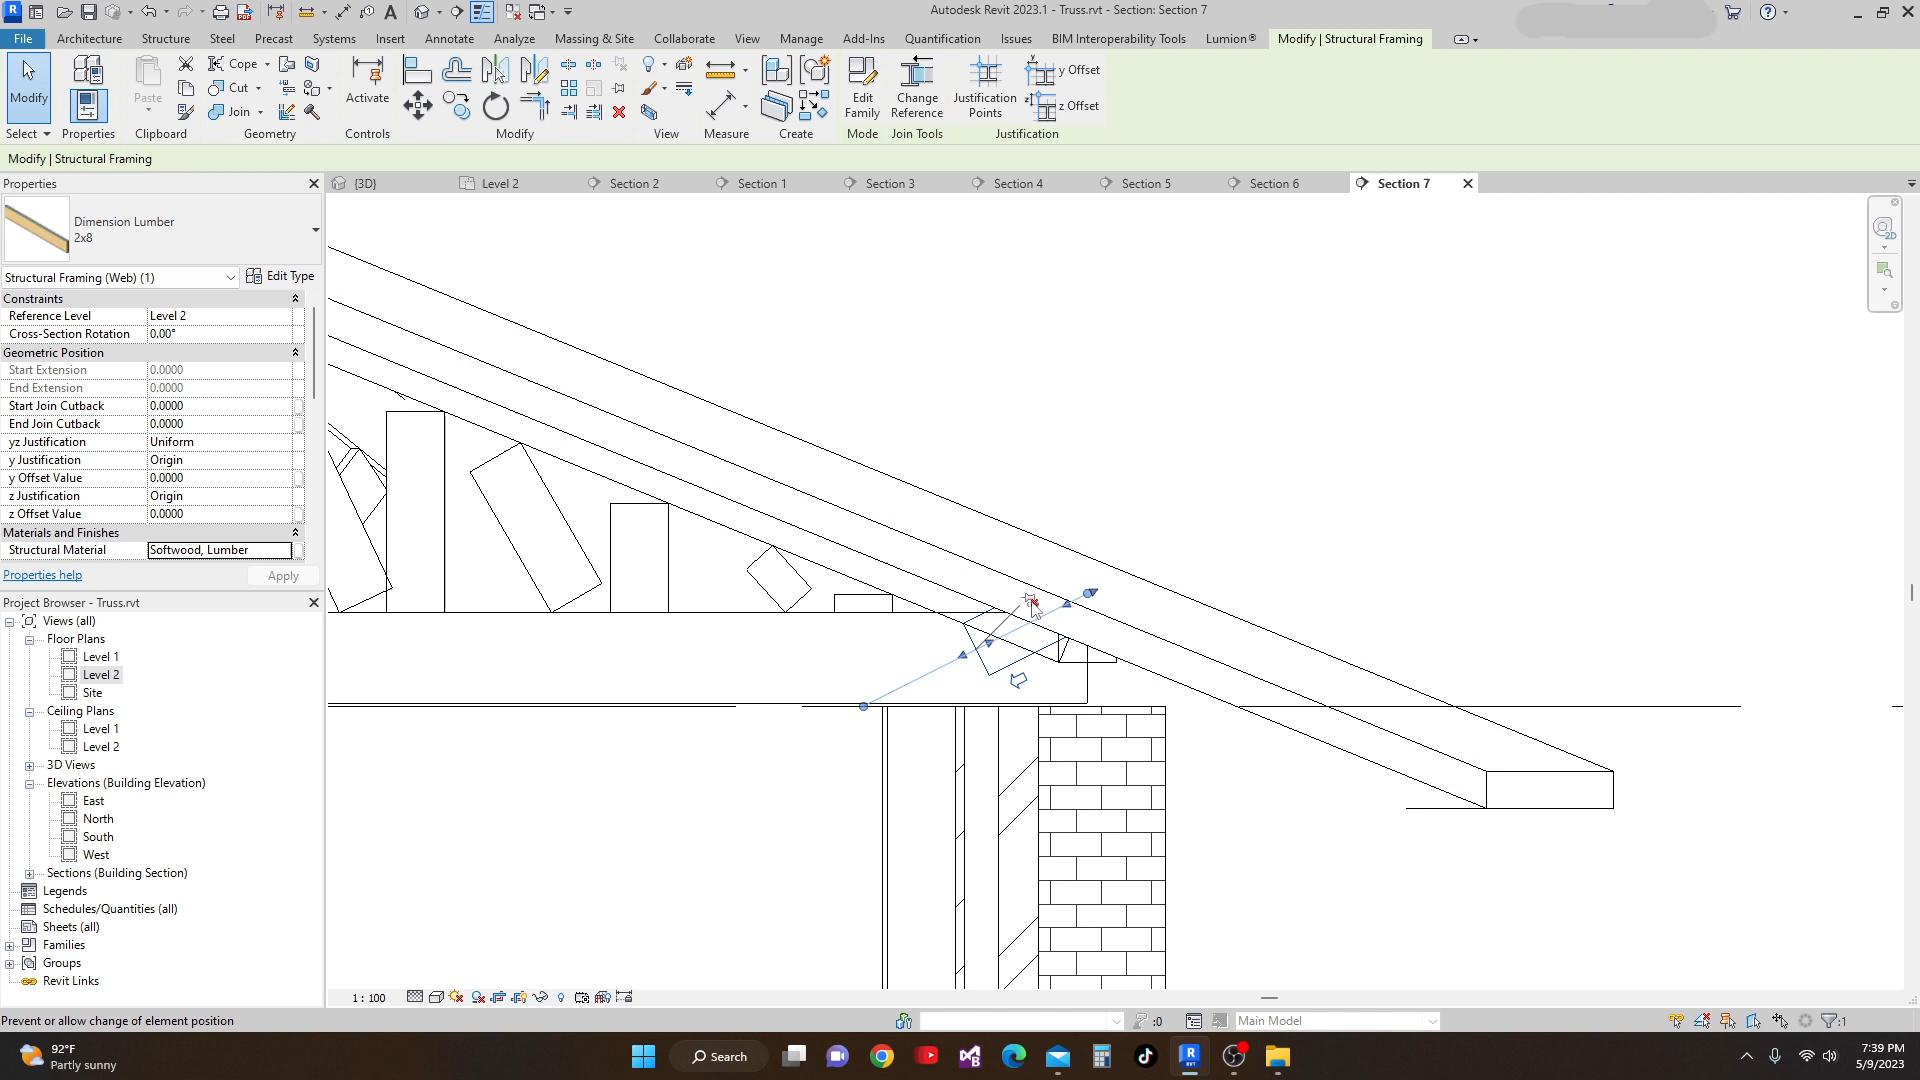 Autodesk Revit 2023.1 - Truss.rvt - Section: Section 7
File Architecture Structure Steel Precast Systems Insert Annotate Analyze Massing & Site Collaborate View Manage Add-Ins Quantification Issues BIM Interoperability Tools Lumion® Modify | Structural Framing
Modify Paste Cope Cut Join Activate Edit Family Change Reference Justification Points y Offset z Offset
Select Properties Clipboard Geometry Controls Modify View Measure Create Mode Join Tools Justification
Modify | Structural Framing
Properties
{3D} Level 2 Section 2 Section 1 Section 3 Section 4 Section 5 Section 6 Section 7
Dimension Lumber
2x8
Structural Framing (Web) (1) Edit Type
Constraints
Reference Level Level 2
Cross-Section Rotation 0.00°
Geometric Position
Start Extension 0.0000
End Extension 0.0000
Start Join Cutback 0.0000
End Join Cutback 0.0000
yz Justification Uniform
y Justification Origin
y Offset Value 0.0000
z Justification Origin
z Offset Value 0.0000
Materials and Finishes
Structural Material Softwood, Lumber
Properties help Apply
Project Browser - Truss.rvt
Views (all)
Floor Plans
Level 1
Level 2
Site
Ceiling Plans
Level 1
Level 2
3D Views
Elevations (Building Elevation)
East
North
South
West
Sections (Building Section)
Legends
Schedules/Quantities (all)
Sheets (all)
Families
Groups
Revit Links
1 : 100
Prevent or allow change of element position
:0
Main Model
:1
92°F
Partly sunny
Search
7:39 PM
5/9/2023
2D